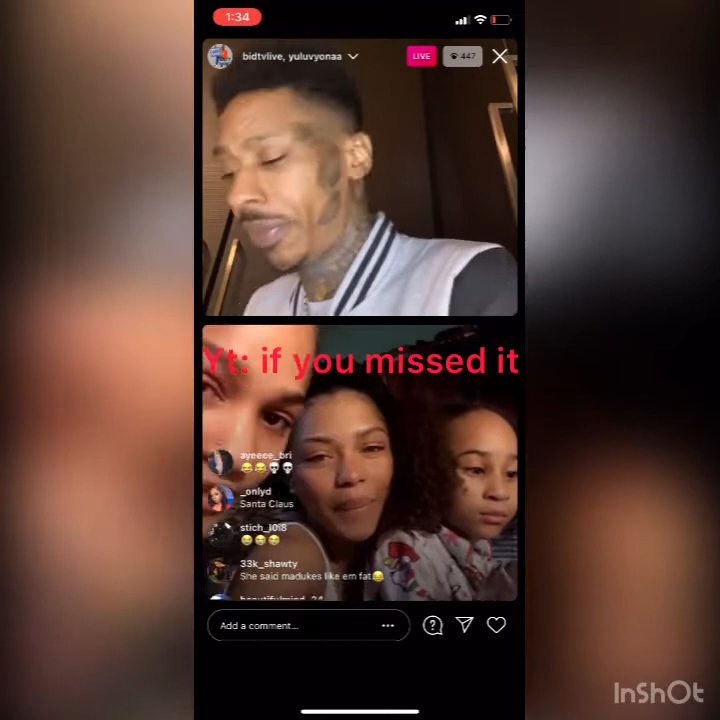 1:34
bidtvlive, yuluvyonaa
LIVE
447
Yt: if you missed it
ayeeee_bri
😂😂💀💀
_onlyd
Santa Claus
stich_l0l8
😂😂😂
33k_shawty
She said madukes like em fat😂
Add a comment...
InShOt